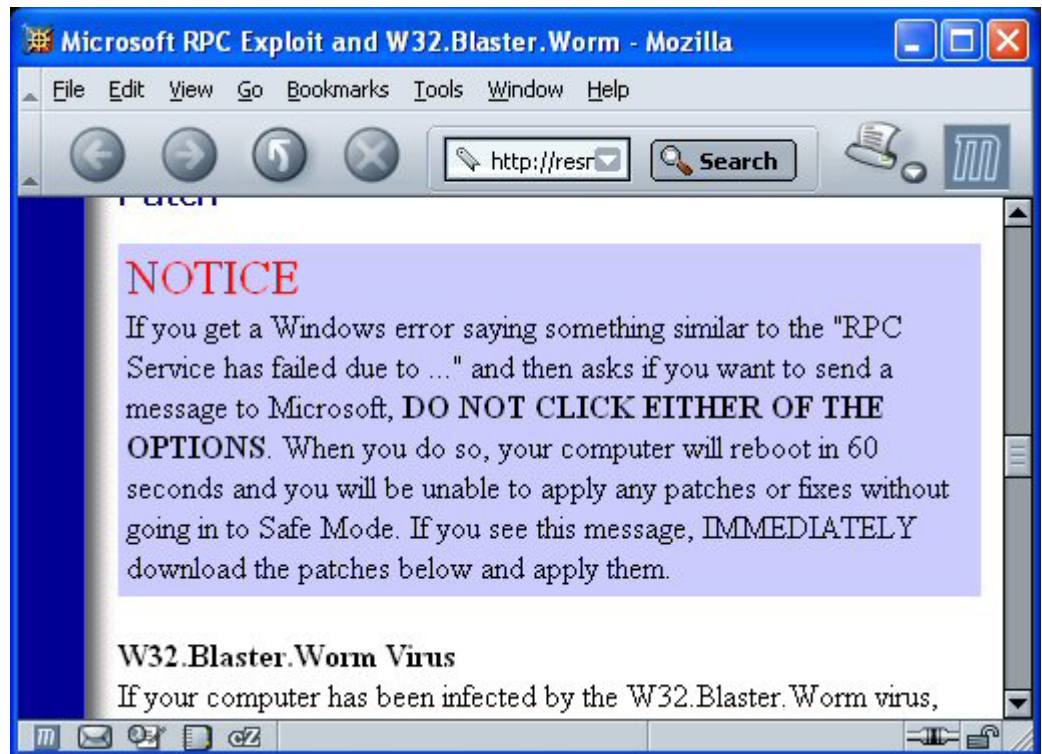 Microsoft RPC Exploit and W32.Blaster.Worm - Mozilla
File Edit View Go Bookmarks Tools Window Help
http://resr Search
Patch
NOTICE
If you get a Windows error saying something similar to the "RPC
Service has failed due to ..." and then asks if you want to send a
message to Microsoft, DO NOT CLICK EITHER OF THE
OPTIONS. When you do so, your computer will reboot in 60
seconds and you will be unable to apply any patches or fixes without
going in to Safe Mode. If you see this message, IMMEDIATELY
download the patches below and apply them.
W32.Blaster.Worm Virus
If your computer has been infected by the W32.Blaster.Worm virus,